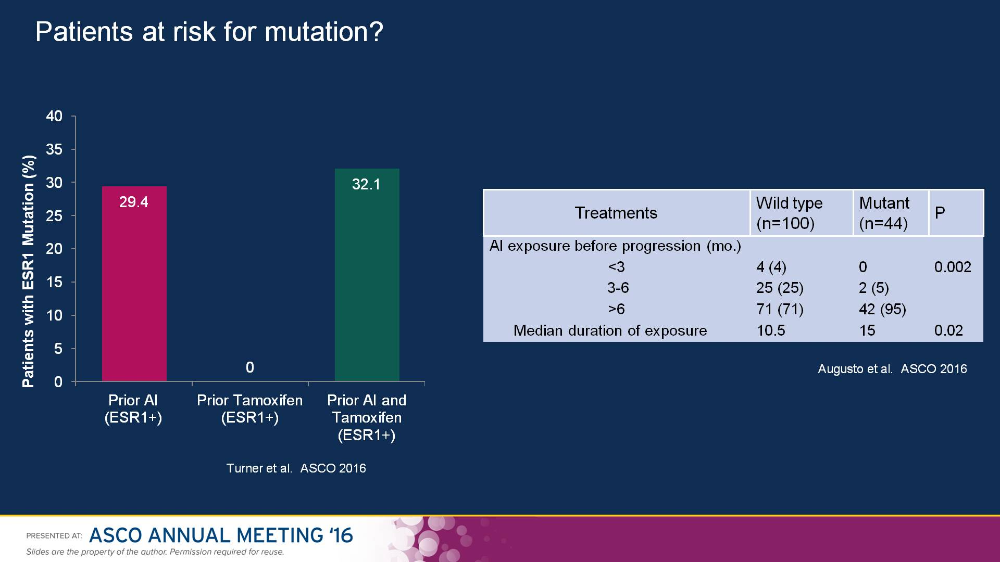 Patients at risk for mutation?
Patients with ESR1 Mutation (%)
40
35
30
25
20
15
10
5
0
29.4
0
32.1
Prior AI
(ESR1+)
Prior Tamoxifen
(ESR1+)
Prior AI and
Tamoxifen
(ESR1+)
Turner et al. ASCO 2016
Treatments Wild type (n=100) Mutant (n=44) P
AI exposure before progression (mo.)
<3 4 (4) 0 0.002
3-6 25 (25) 2 (5)
>6 71 (71) 42 (95)
Median duration of exposure 10.5 15 0.02
Augusto et al. ASCO 2016
PRESENTED AT: ASCO ANNUAL MEETING ‘16
Slides are the property of the author. Permission required for reuse.